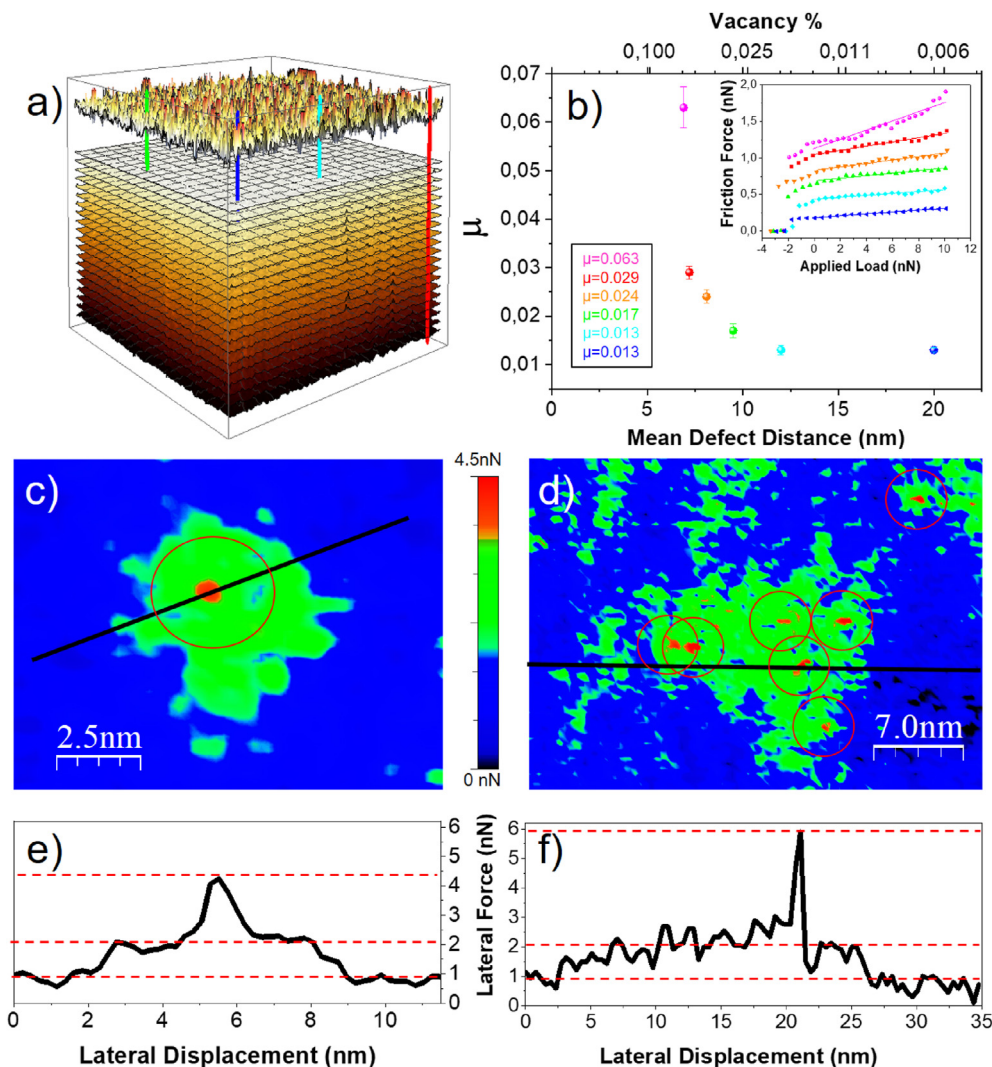 a)
Vacancy %
0,100 0,025 0,011 0,006
b)
0,07
0,06
0,05
0,04
0,03
0,02
0,01
μ
0 5 10 15 20
Mean Defect Distance (nm)
μ=0.063
μ=0.029
μ=0.024
μ=0.017
μ=0.013
μ=0.013
Friction Force (nN)
2,0
1,5
1,0
0,5
0,0
-4 -2 0 2 4 6 8 10 12
Applied Load (nN)
c)
2.5nm
4.5nN
0 nN
d)
7.0nm
e)
6
5
4
3
2
1
0
0 2 4 6 8 10
Lateral Displacement (nm)
Lateral Force (nN)
f)
6
5
4
3
2
1
0
0 5 10 15 20 25 30 35
Lateral Displacement (nm)